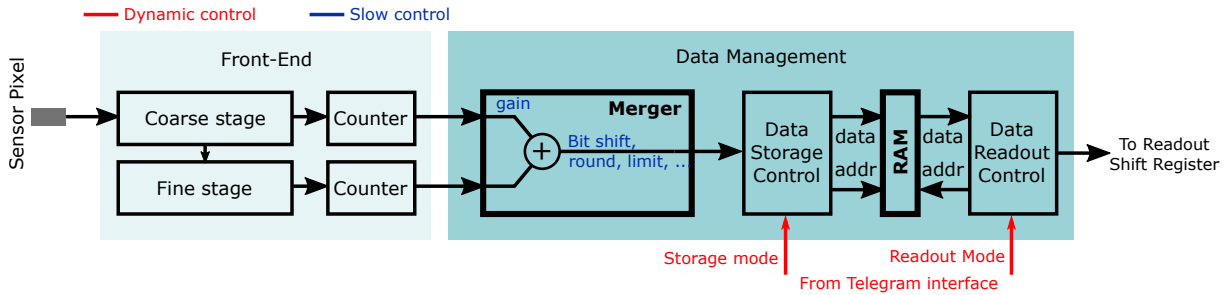 Dynamic control
Slow control
Sensor Pixel
Front-End
Coarse stage
Counter
Fine stage
Counter
Data Management
gain
Merger
+
Bit shift,
round, limit, ...
Data
Storage
Control
data
addr
RAM
data
addr
Data
Readout
Control
To Readout
Shift Register
Storage mode
Readout Mode
From Telegram interface